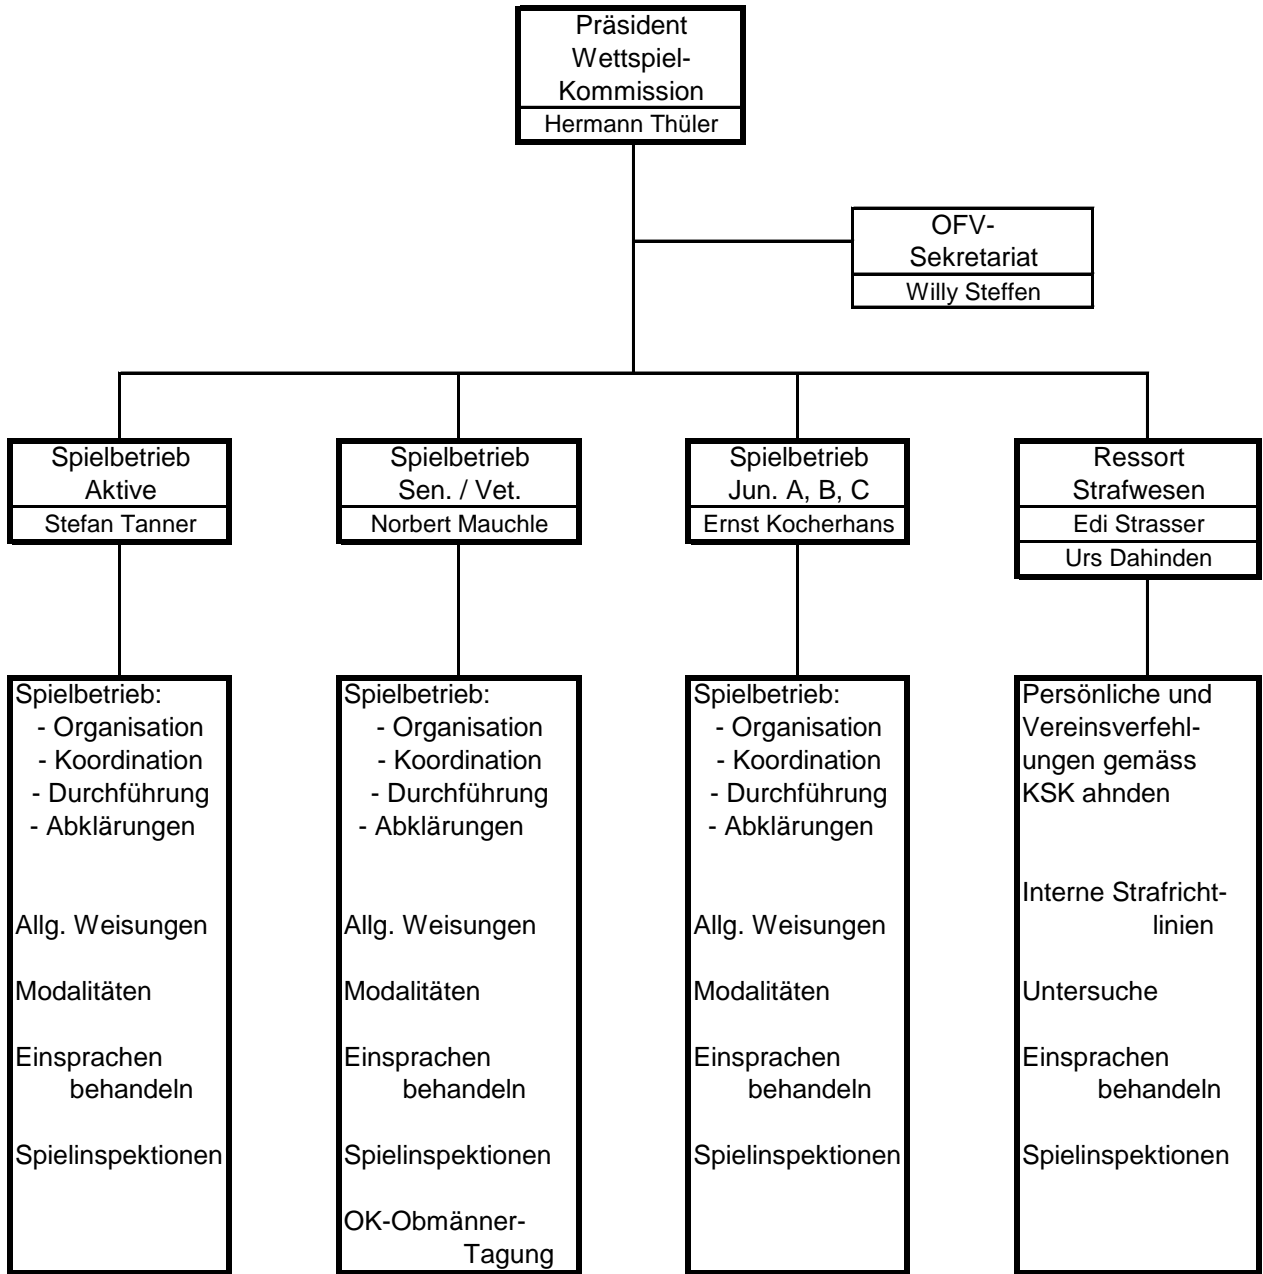 Präsident
Wettspiel-
Kommission
Hermann Thüler
OFV-
Sekretariat
Willy Steffen
Spielbetrieb
Aktive
Stefan Tanner
Spielbetrieb
Sen. / Vet.
Norbert Mauchle
Spielbetrieb
Jun. A, B, C
Ernst Kocherhans
Ressort
Strafwesen
Edi Strasser
Urs Dahinden
Spielbetrieb:
- Organisation
- Koordination
- Durchführung
- Abklärungen
Allg. Weisungen
Modalitäten
Einsprachen
behandeln
Spielinspektionen
Spielbetrieb:
- Organisation
- Koordination
- Durchführung
- Abklärungen
Allg. Weisungen
Modalitäten
Einsprachen
behandeln
Spielinspektionen
OK-Obmänner-
Tagung
Spielbetrieb:
- Organisation
- Koordination
- Durchführung
- Abklärungen
Allg. Weisungen
Modalitäten
Einsprachen
behandeln
Spielinspektionen
Persönliche und
Vereinsverfehl-
ungen gemäss
KSK ahnden
Interne Strafricht-
linien
Untersuche
Einsprachen
behandeln
Spielinspektionen